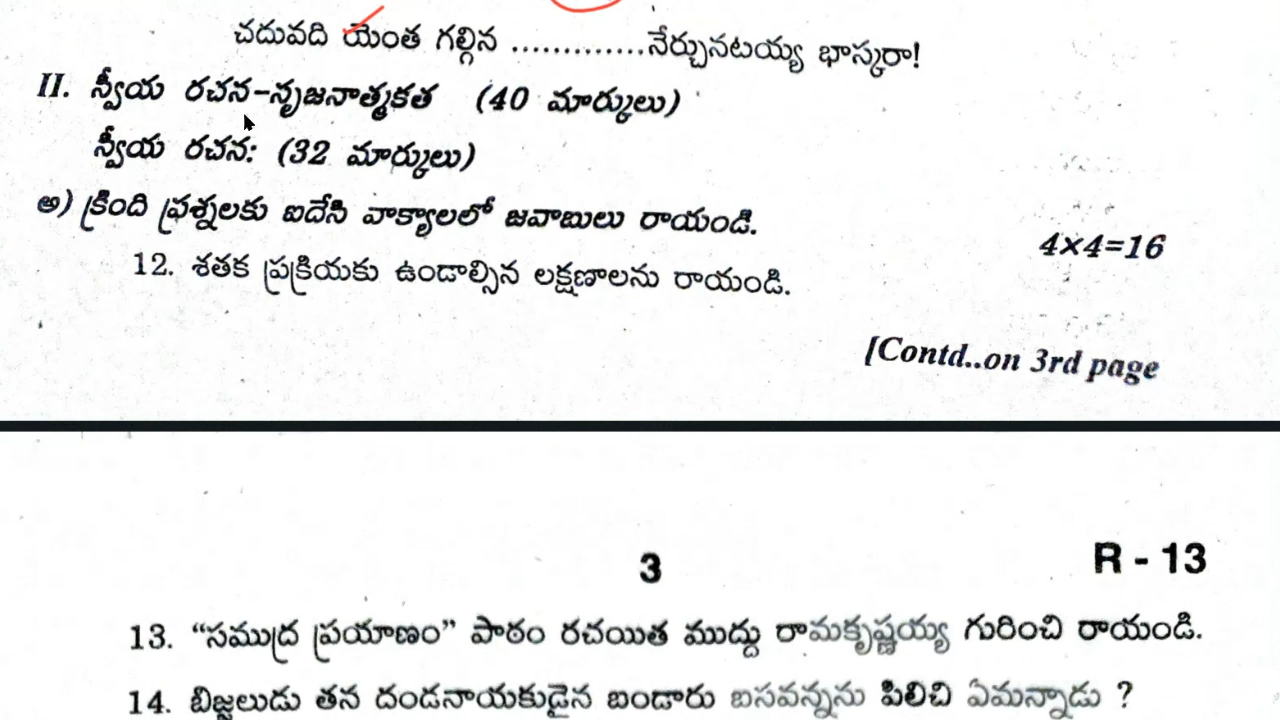 చదువది యెంత గల్గిన ..............నేర్చునటయ్య భాస్కరా!
II. స్వీయ రచన-సృజనాత్మకత (40 మార్కులు)
స్వీయ రచన: (32 మార్కులు)
అ) క్రింది ప్రశ్నలకు ఐదేసి వాక్యాలలో జవాబులు రాయండి.
4×4=16
12. శతక ప్రక్రియకు ఉండాల్సిన లక్షణాలను రాయండి.
[Contd..on 3rd page
3
R - 13
13. “సముద్ర ప్రయాణం” పాఠం రచయిత ముద్దు రామకృష్ణయ్య గురించి రాయండి.
14. బిజ్జలుడు తన దండనాయకుడైన బండారు బసవన్నను పిలిచి ఏమన్నాడు ?